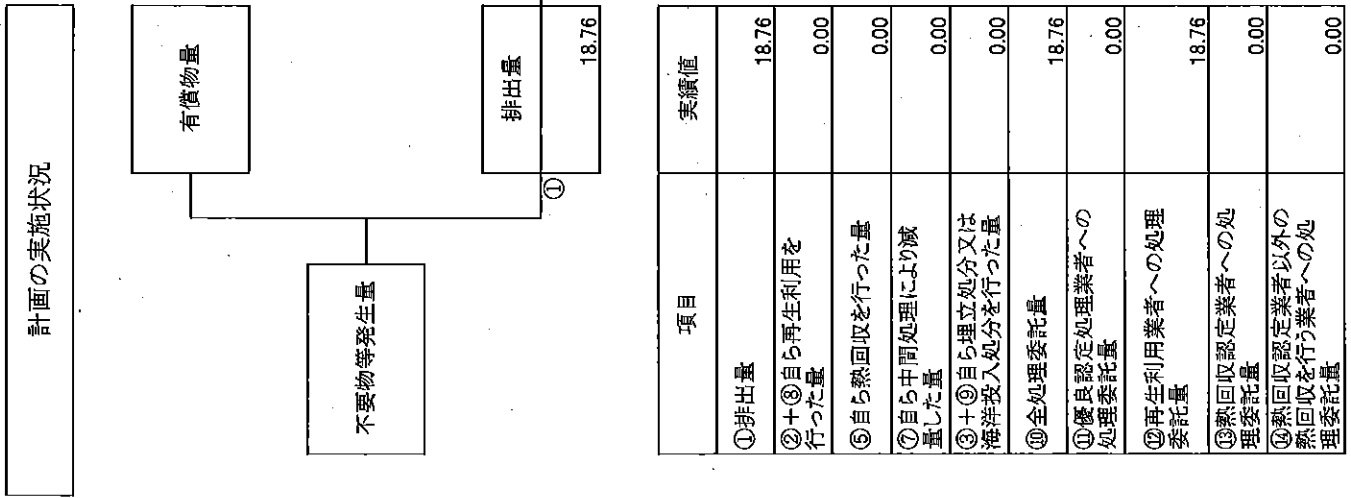 計画の実施状況
有償物量
不要物等発生量
排出量
①
18.76
項目
実績値
①排出量
18.76
②+⑧自ら再生利用を
行った量
0.00
⑤自ら熱回収を行った量
0.00
⑦自ら中間処理により減
量した量
0.00
③+⑨自ら埋立処分又は
海洋投入処分を行った量
0.00
⑩全処理委託量
18.76
⑪優良認定処理業者への
処理委託量
0.00
⑫再生利用業者への処理
委託量
18.76
⑬熱回収認定業者への処
理委託量
0.00
⑭熱回収認定業者以外の
熱回収を行う業者への処
理委託量
0.00